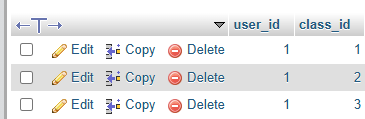 user_id class_id
Edit Copy Delete 1 1
Edit Copy Delete 1 2
Edit Copy Delete 1 3